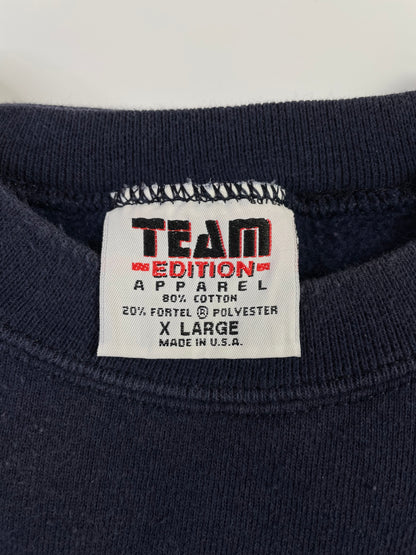 TEAM
EDITION
APPAREL
80% COTTON
20% FORTEL ® POLYESTER
X LARGE
MADE IN U.S.A.